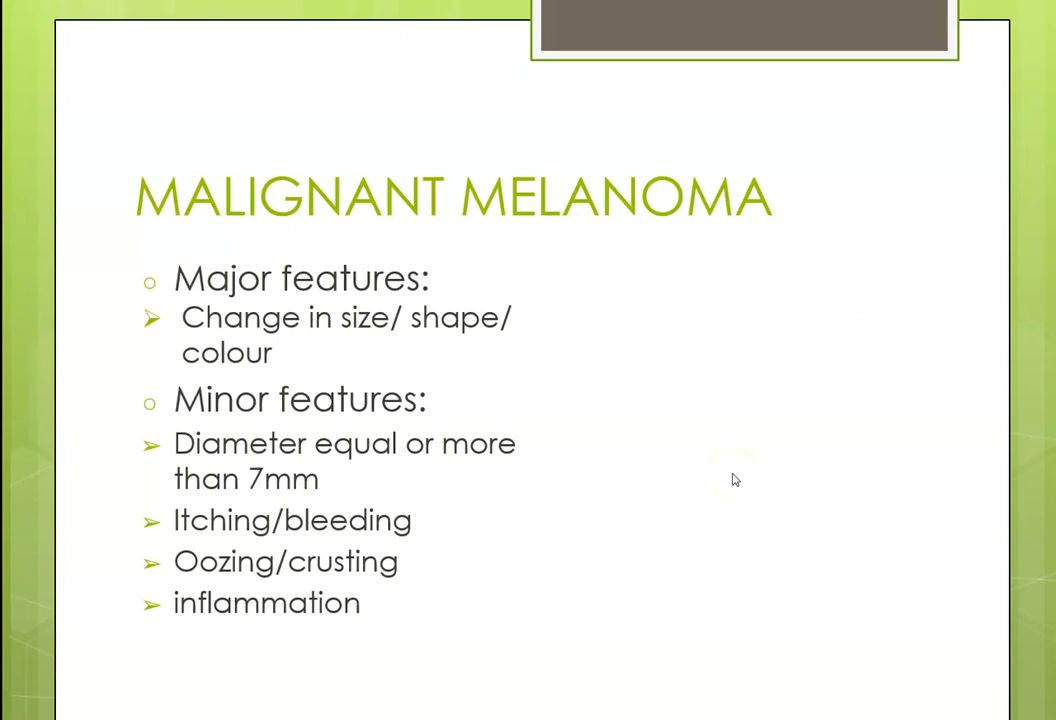 MALIGNANT MELANOMA
Major features:
Change in size/ shape/
colour
Minor features:
Diameter equal or more
than 7mm
Itching/bleeding
Oozing/crusting
inflammation